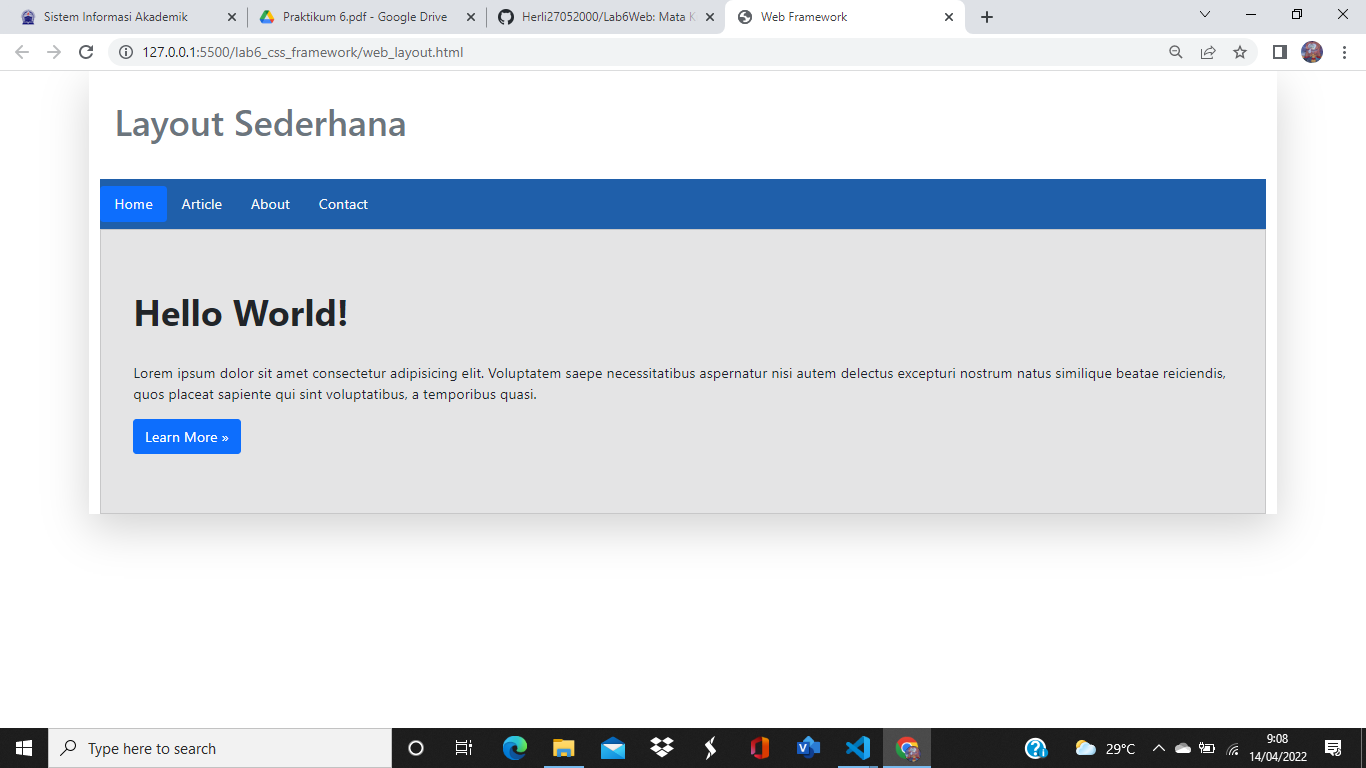 Sistem Informasi Akademik
Praktikum 6.pdf - Google Drive
Herli27052000/Lab6Web: Mata K
Web Framework
127.0.0.1:5500/lab6_css_framework/web_layout.html
Layout Sederhana
Home Article About Contact
Hello World!
Lorem ipsum dolor sit amet consectetur adipisicing elit. Voluptatem saepe necessitatibus aspernatur nisi autem delectus excepturi nostrum natus similique beatae reiciendis,
quos placeat sapiente qui sint voluptatibus, a temporibus quasi.
Learn More »
Type here to search
29°C
9:08
14/04/2022